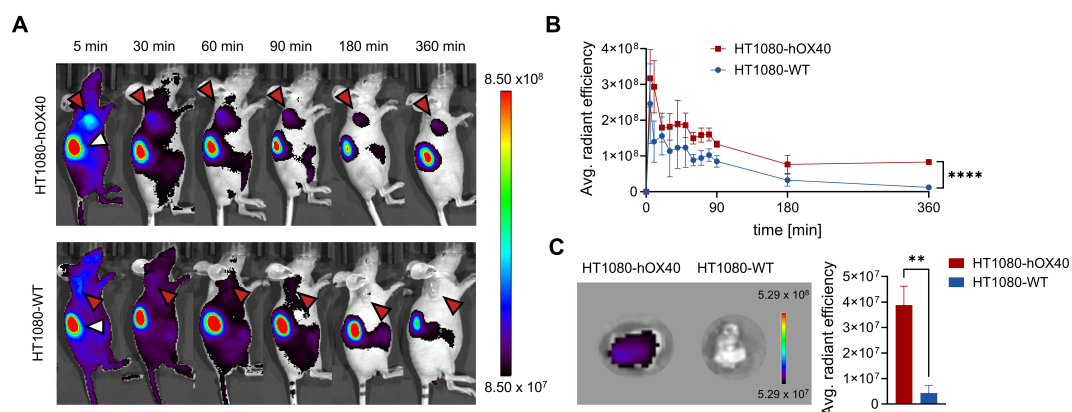 A
5 min 30 min 60 min 90 min 180 min 360 min
HT1080-hOX40
HT1080-WT
8.50 x10⁸
8.50 x 10⁷
B
HT1080-hOX40
HT1080-WT
Avg. radiant efficiency
4×10⁸
3×10⁸
2×10⁸
1×10⁸
0
0 90 180 360
time [min]
****
C
HT1080-hOX40 HT1080-WT
5.29 x 10⁸
5.29 x 10⁷
HT1080-hOX40
HT1080-WT
**
Avg. radiant efficiency
5×10⁷
4×10⁷
3×10⁷
2×10⁷
1×10⁷
0